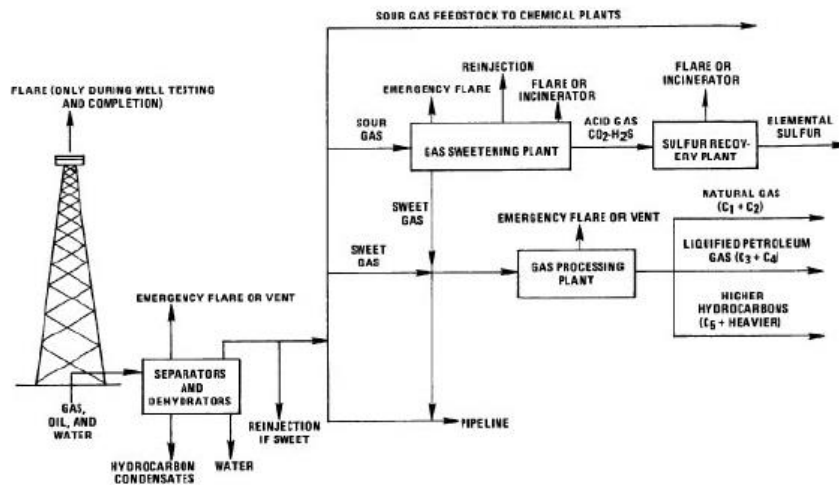 SOUR GAS FEEDSTOCK TO CHEMICAL PLANTS
FLARE (ONLY DURING WELL TESTING
AND COMPLETION)
REINJECTION
EMERGENCY FLARE
FLARE OR
INCINERATOR
FLARE OR
INCINERATOR
SOUR
GAS
GAS SWEETENING PLANT
ACID GAS
CO2-H2S
SULFUR RECOV-
ERY PLANT
ELEMENTAL
SULFUR
SWEET
GAS
NATURAL GAS
(C1 + C2)
EMERGENCY FLARE OR VENT
SWEET
GAS
GAS PROCESSING
PLANT
LIQUIFIED PETROLEUM
GAS (C3 + C4)
EMERGENCY FLARE OR VENT
HIGHER
HYDROCARBONS
(C5 + HEAVIER)
SEPARATORS
AND
DEHYDRATORS
GAS,
OIL, AND
WATER
REINJECTION
IF SWEET
PIPELINE
HYDROCARBON
CONDENSATES
WATER